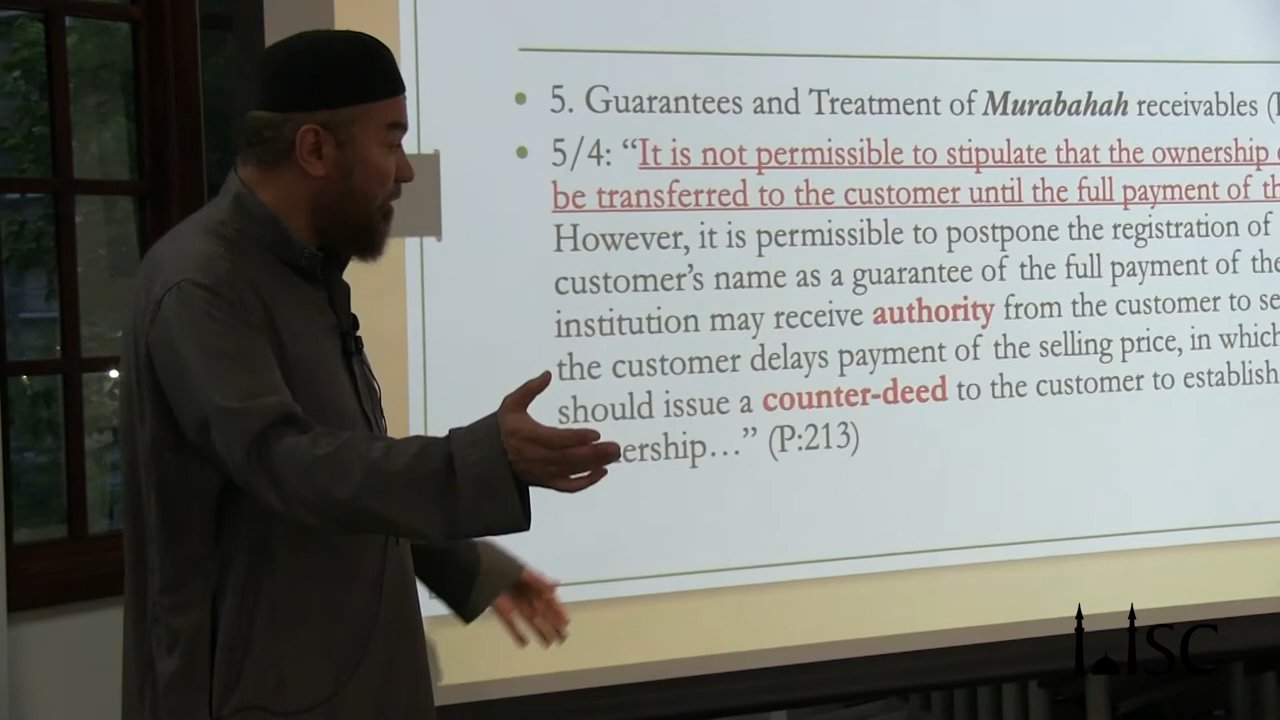 5. Guarantees and Treatment of Murabahah receivables (
5/4: “It is not permissible to stipulate that the ownership
be transferred to the customer until the full payment of
However, it is permissible to postpone the registration of
customer’s name as a guarantee of the full payment of the
institution may receive authority from the customer to
the customer delays payment of the selling price, in which
should issue a counter-deed to the customer to establish
ership…” (P:213)
SC